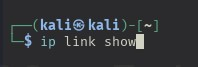 ┌──(kali㉿kali)-[~]
└─$ ip link show